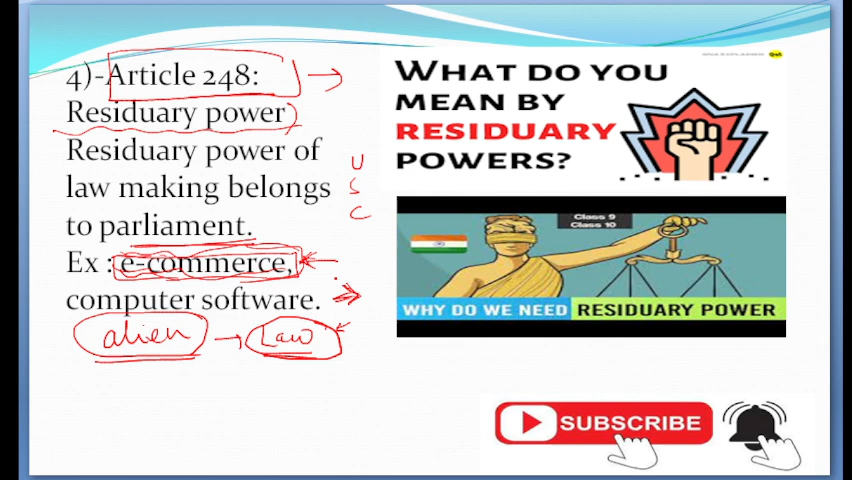 4)-Article 248:
Residuary power
Residuary power of
law making belongs
to parliament.
Ex : e-commerce,
computer software.
alien → Law
U
S
C
WHAT DO YOU
MEAN BY
RESIDUARY
POWERS?
Class 9
Class 10
WHY DO WE NEED RESIDUARY POWER
SUBSCRIBE